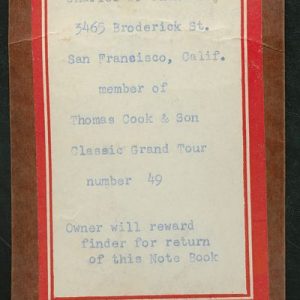 Charles
3465 Broderick St.
San Francisco, Calif.
member of
Thomas Cook & Son
Classic Grand Tour
number 49
Owner will reward
finder for return
of this Note Book